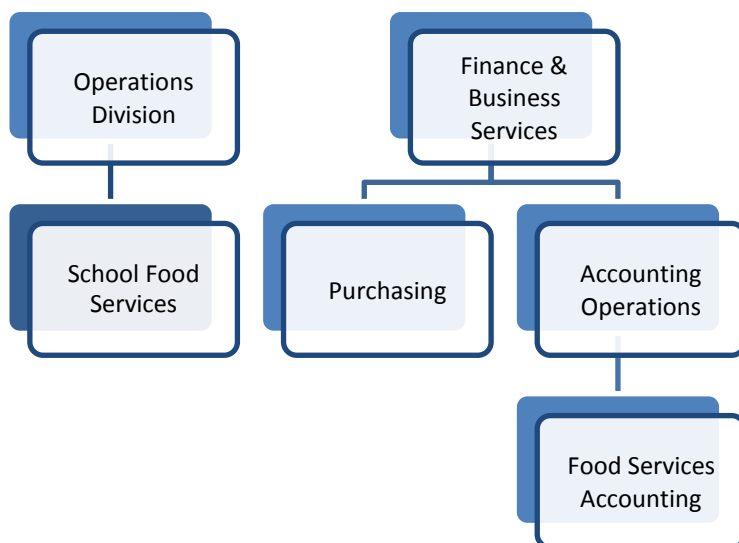 Operations
Division
Finance &
Business
Services
School Food
Services
Purchasing
Accounting
Operations
Food Services
Accounting